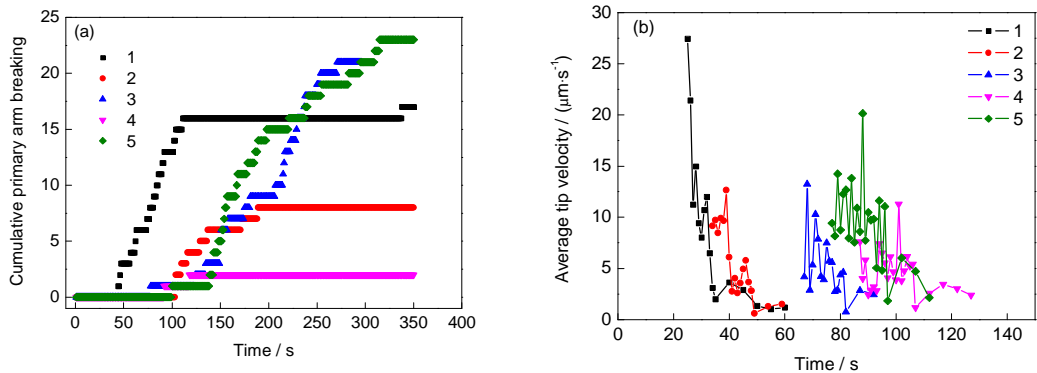 (a)
25
20
15
10
5
0
Cumulative primary arm breaking
1
2
3
4
5
0 50 100 150 200 250 300 350 400
Time / s
(b)
30
25
20
15
10
5
0
Average tip velocity / (μm·s⁻¹)
1
2
3
4
5
0 20 40 60 80 100 120 140
Time / s